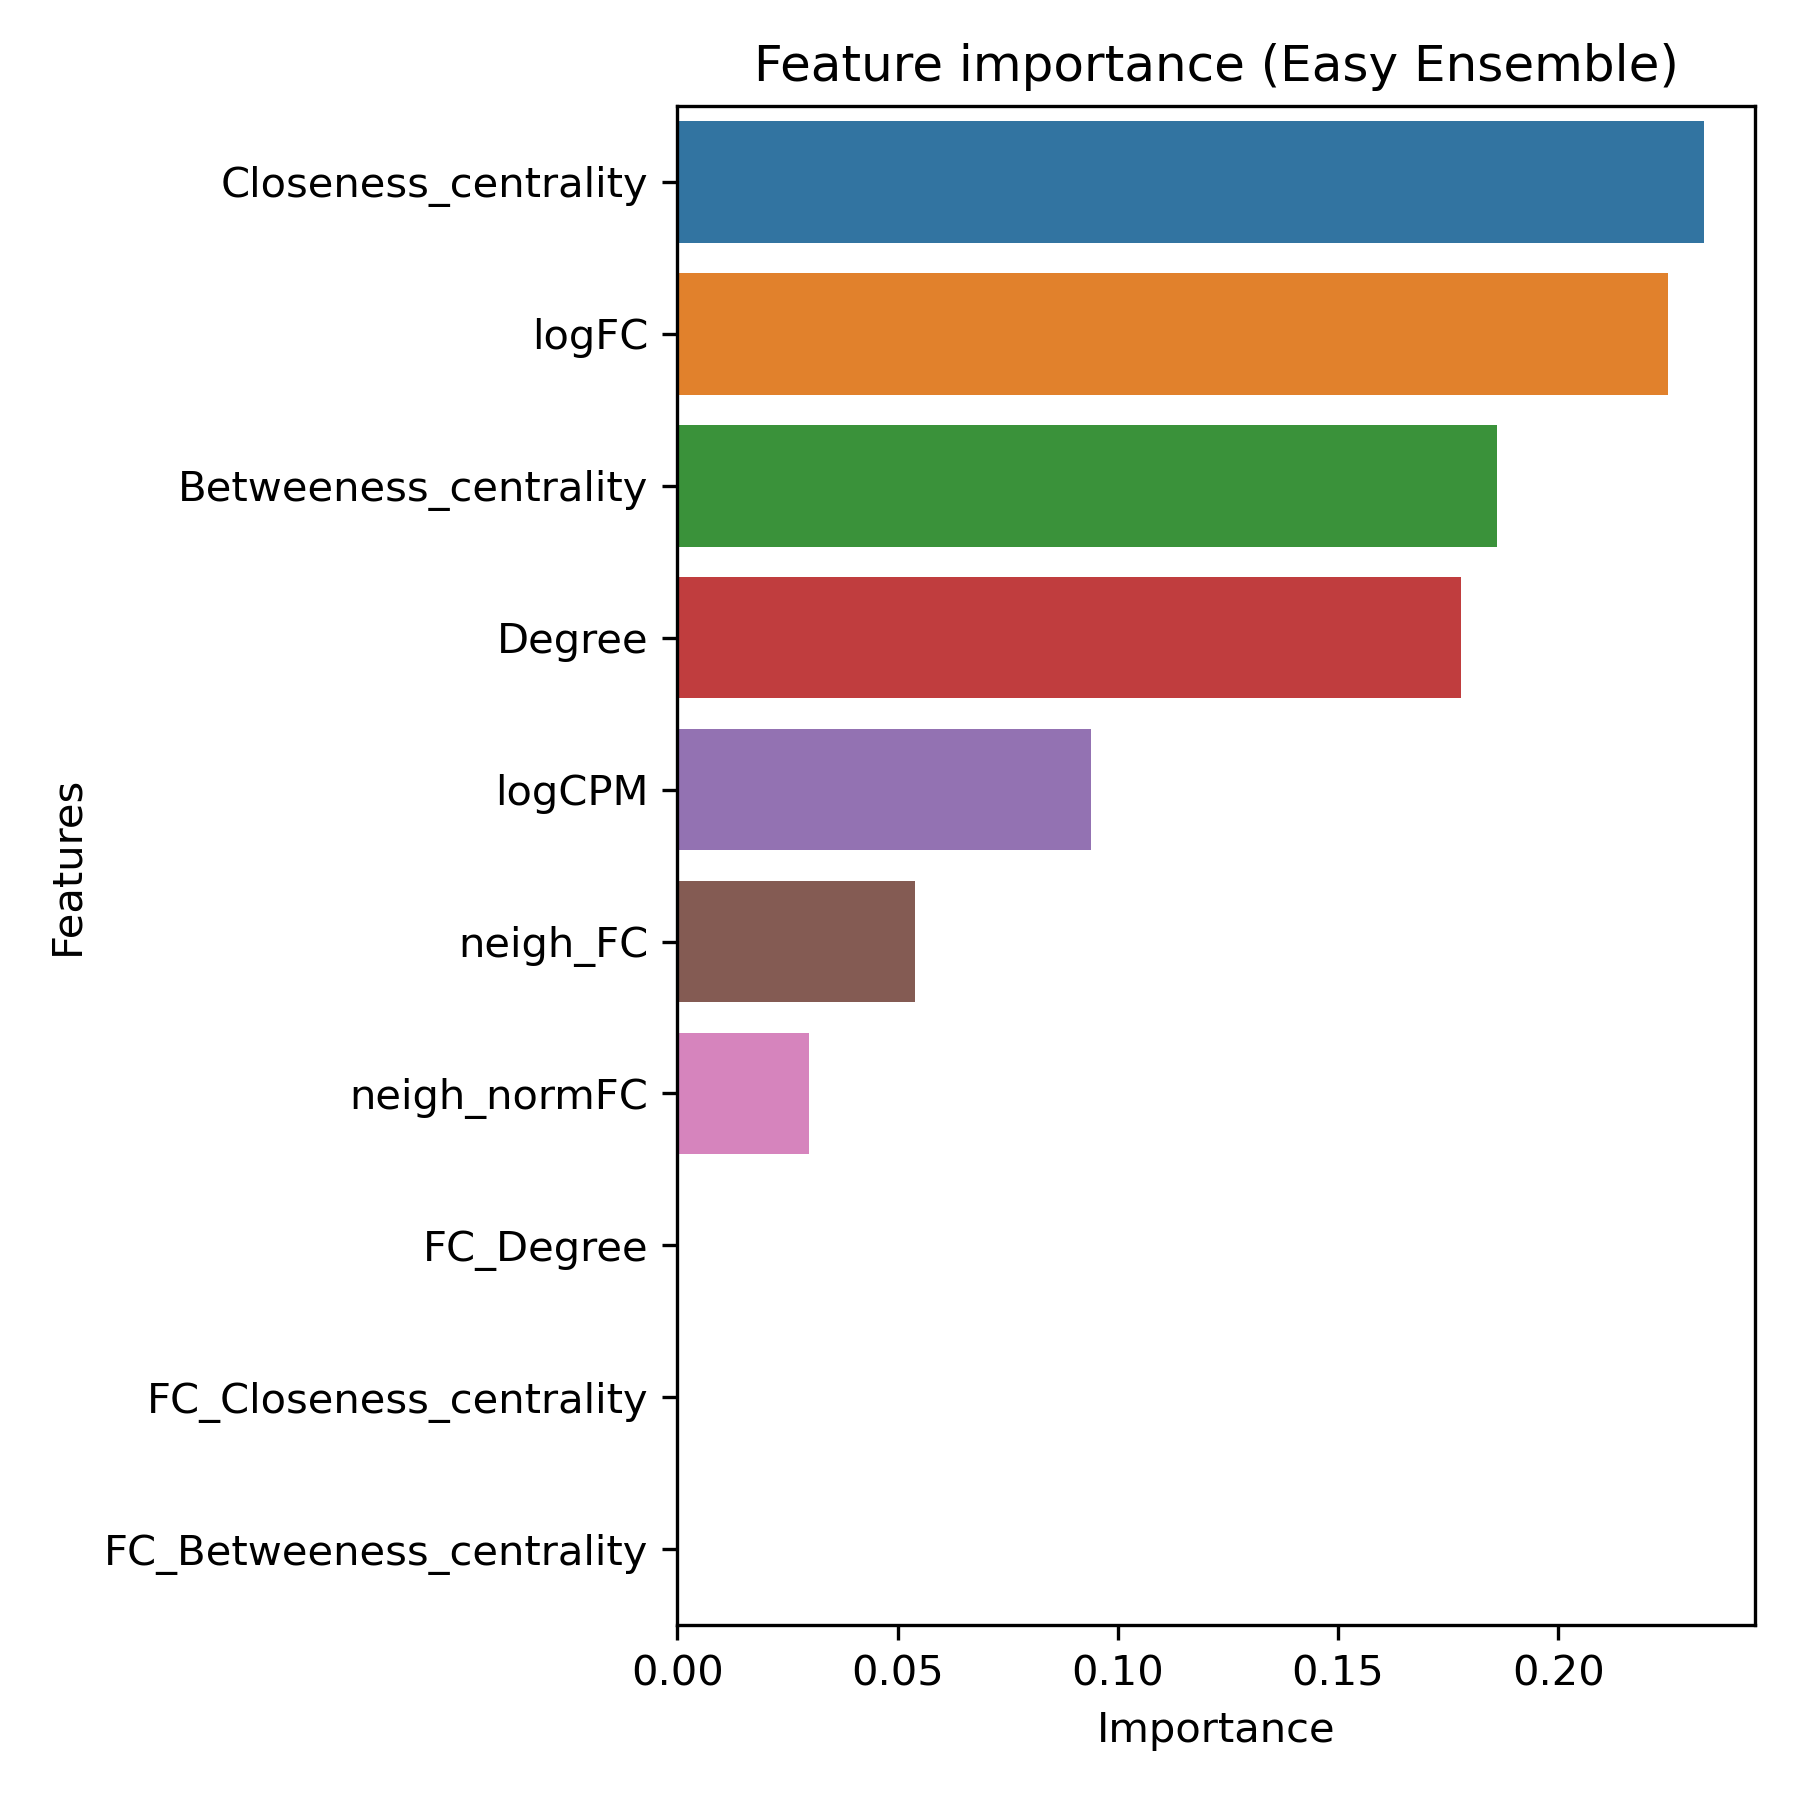 Feature importance (Easy Ensemble)
Closeness_centrality
logFC
Betweeness_centrality
Degree
logCPM
neigh_FC
neigh_normFC
FC_Degree
FC_Closeness_centrality
FC_Betweeness_centrality
Features
0.00 0.05 0.10 0.15 0.20
Importance